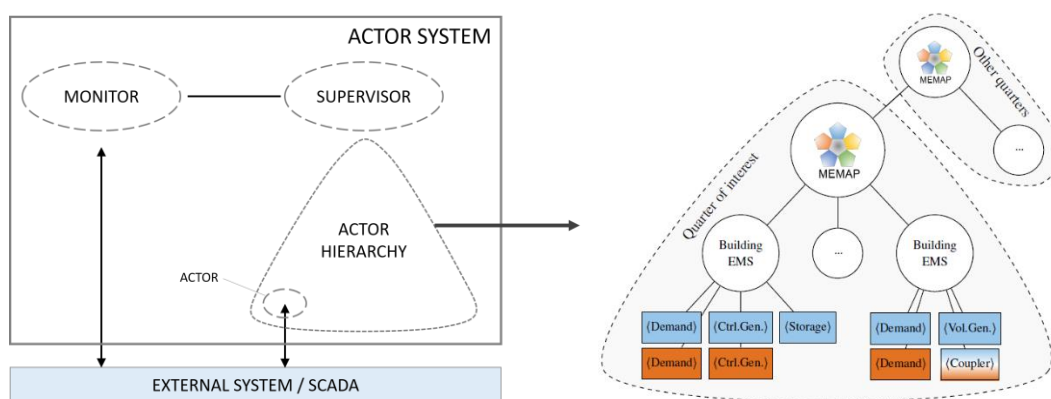 ACTOR SYSTEM
MONITOR
SUPERVISOR
ACTOR
HIERARCHY
ACTOR
EXTERNAL SYSTEM / SCADA
MEMAP
Other quarters
...
MEMAP
Quarter of interest
Building
EMS
...
Building
EMS
⟨Demand⟩
⟨Ctrl.Gen.⟩
⟨Storage⟩
⟨Demand⟩
⟨Vol.Gen.⟩
⟨Demand⟩
⟨Ctrl.Gen.⟩
⟨Demand⟩
⟨Coupler⟩